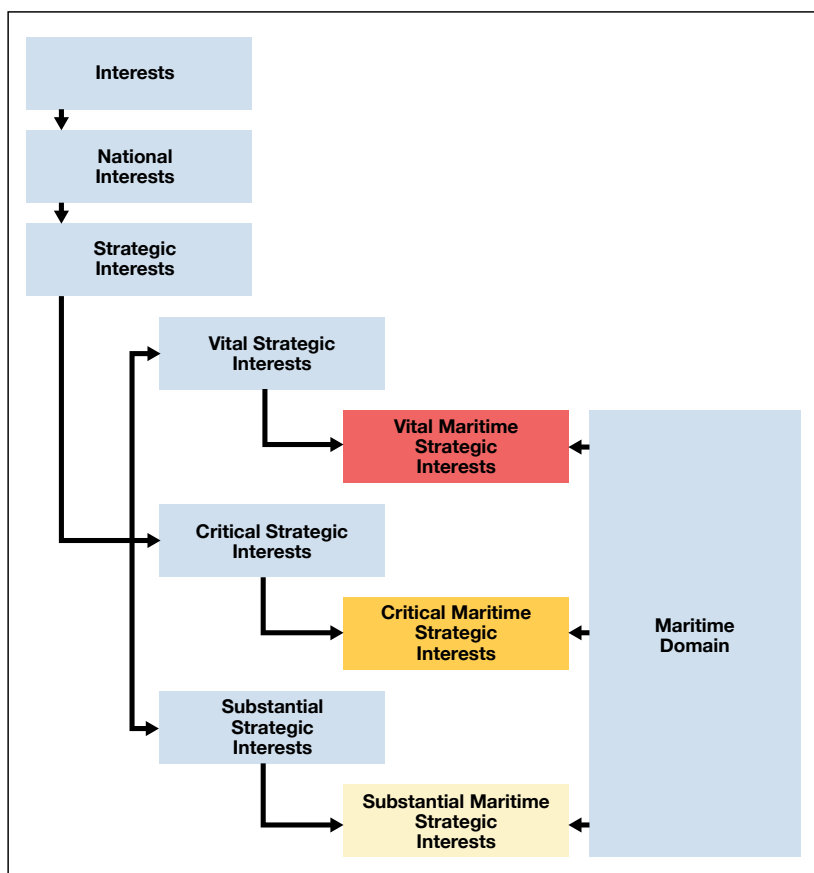 Interests
National
Interests
Strategic
Interests
Vital Strategic
Interests
Vital Maritime
Strategic
Interests
Critical Strategic
Interests
Critical Maritime
Strategic
Interests
Maritime
Domain
Substantial
Strategic
Interests
Substantial Maritime
Strategic
Interests